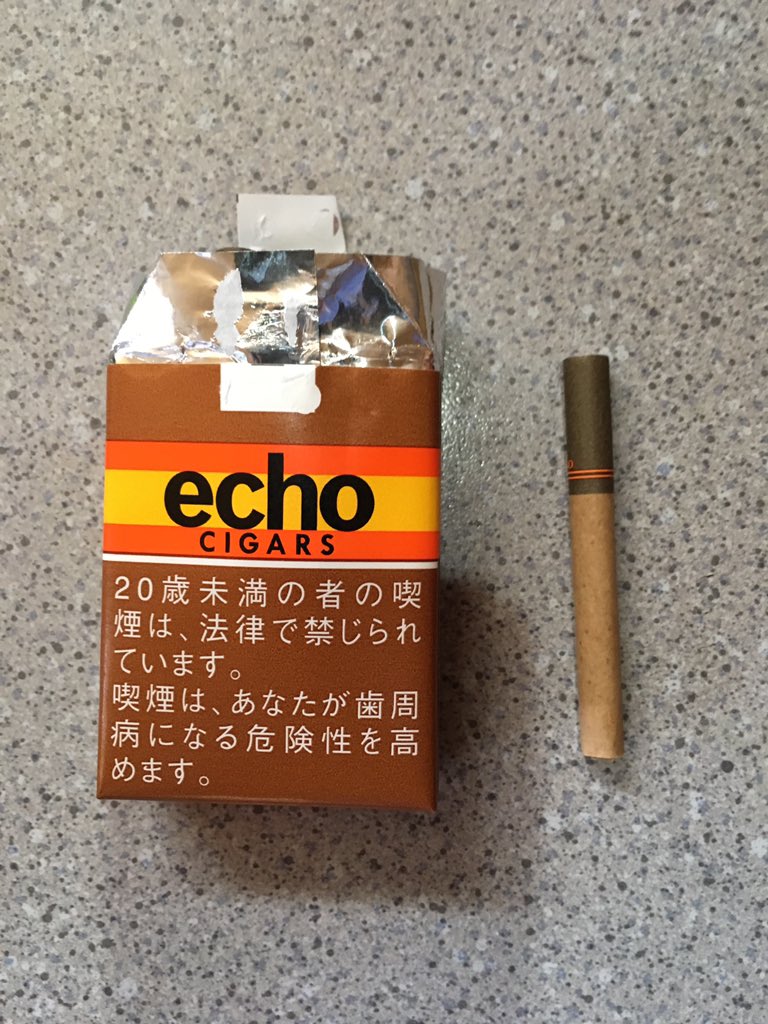 echo
CIGARS
20歳未満の者の喫
煙は、法律で禁じられ
ています。
喫煙は、あなたが歯周
病になる危険性を高
めます。